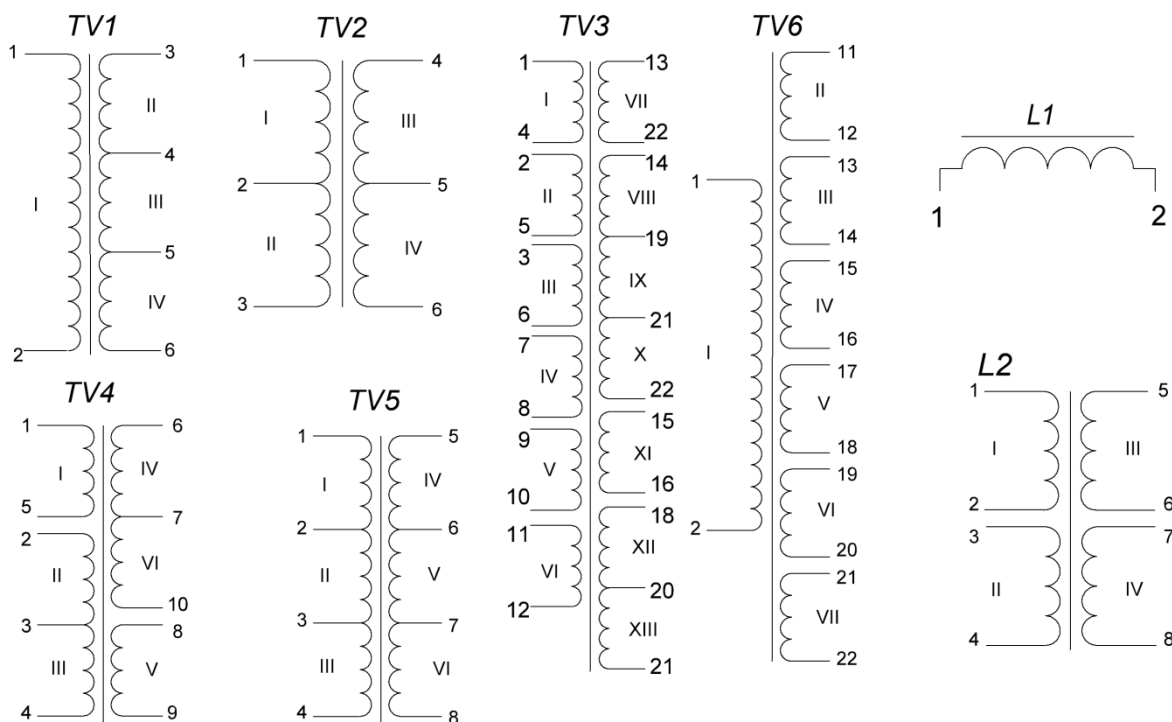 TV1
1 3
II
4
I III
5
IV
2 6
TV2
1 4
I III
2 5
II IV
3 6
TV3
1 13
I VII
4 22
2 14
II VIII
5 19
3
III IX
6 21
7
IV X
8 22
9 15
V XI
10 16
11 18
VI XII
12 20
XIII
21
TV6
11
II
12
13
1 III
14
15
IV
16
I 17
V
18
19
2 VI
20
21
VII
22
L1
1 2
TV4
1 6
I IV
5 7
2
II VI
10
3 8
III V
4 9
TV5
1 5
I IV
2 6
II V
3 7
III VI
4 8
L2
1 5
I III
2 6
3 7
II IV
4 8